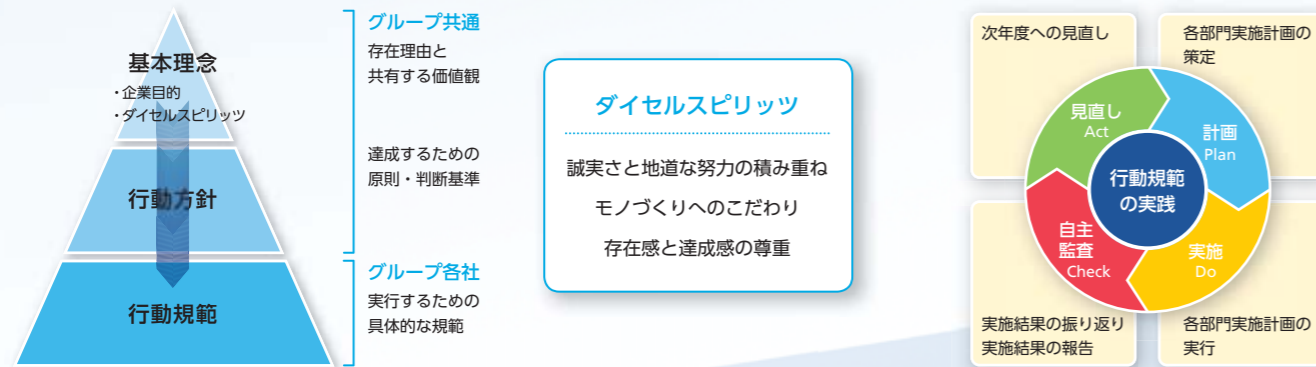 基本理念
・企業目的
・ダイセルスピリッツ
行動方針
行動規範
グループ共通
存在理由と
共有する価値観
達成するための
原則・判断基準
グループ各社
実行するための
具体的な規範
ダイセルスピリッツ
誠実さと地道な努力の積み重ね
モノづくりへのこだわり
存在感と達成感の尊重
次年度への見直し
各部門実施計画の
策定
見直し
Act
計画
Plan
行動規範
の実践
自主
監査
Check
実施
Do
実施結果の振り返り
実施結果の報告
各部門実施計画の
実行